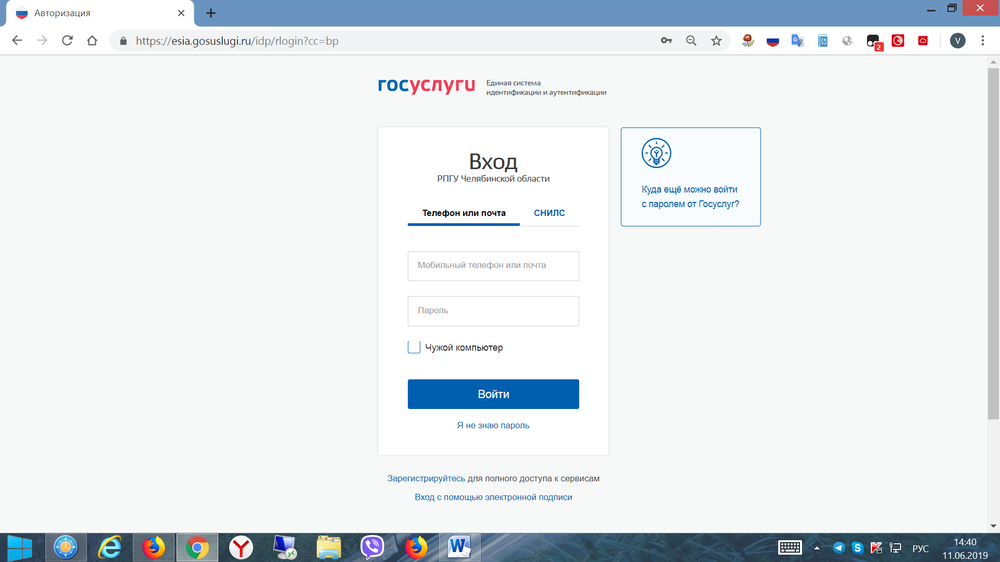 Авторизация
https://esia.gosuslugi.ru/idp/rlogin?cc=bp
2
V
госуслуги
Единая система
идентификации и аутентификации
Вход
РПГУ Челябинской области
Телефон или почта
СНИЛС
Мобильный телефон или почта
Пароль
Чужой компьютер
Войти
Я не знаю пароль
Куда ещё можно войти
с паролем от Госуслуг?
Зарегистрируйтесь для полного доступа к сервисам
Вход с помощью электронной подписи
РУС
14:40
11.06.2019